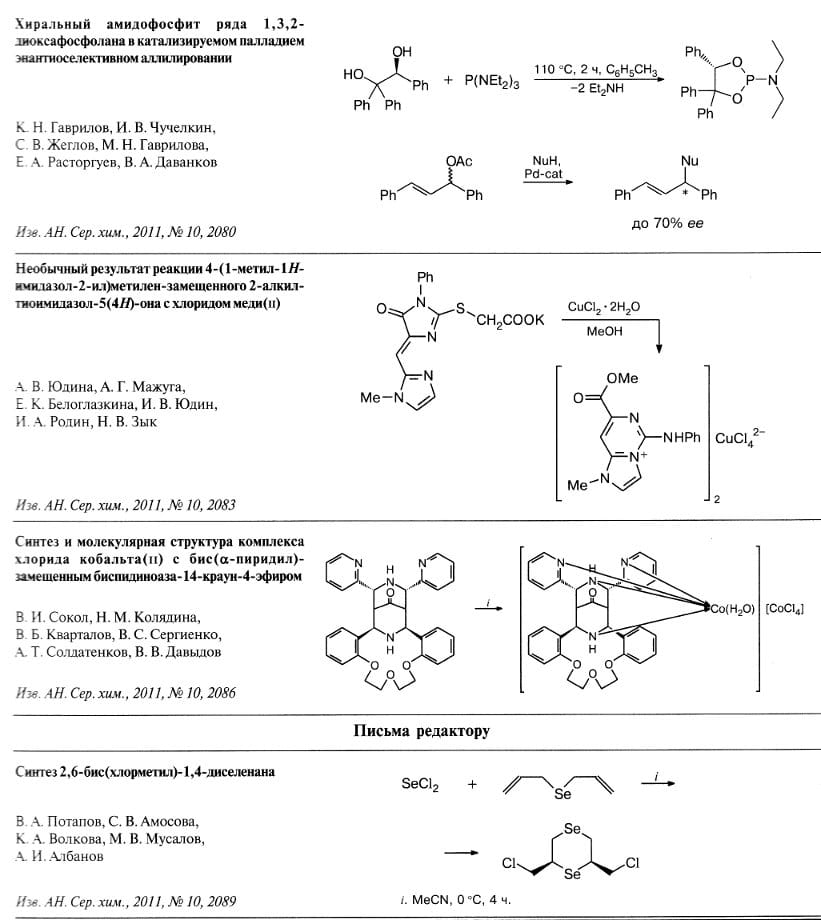 Хиральный амидофосфит ряда 1,3,2-
диоксафосфолана в катализируемом палладием
энантиоселективном аллилировании
К. Н. Гаврилов, И. В. Чучелкин,
С. В. Жеглов, М. Н. Гаврилова,
Е. А. Расторгуев, В. А. Даванков
Изв. АН. Сер. хим., 2011, № 10, 2080
OH
HO
Ph
Ph Ph
+ P(NEt2)3
110 °C, 2 ч, C6H5CH3
−2 Et2NH
Ph
Ph
Ph
O
P−N
O
OAc
Ph Ph
NuH,
Pd-cat
Nu
Ph * Ph
до 70% ee
Необычный результат реакции 4-(1-метил-1H-
имидазол-2-ил)метилен-замещенного 2-алкил-
тиоимидазол-5(4H)-она с хлоридом меди(II)
А. В. Юдина, А. Г. Мажуга,
Е. К. Белоглазкина, И. В. Юдин,
И. А. Родин, Н. В. Зык
Изв. АН. Сер. хим., 2011, № 10, 2083
Ph
O N S
CH2COOK
N
N
Me−N
CuCl2 · 2H2O
MeOH
OMe
O
N
NHPh
N+
Me−N
2
CuCl4 2−
Синтез и молекулярная структура комплекса
хлорида кобальта(II) с бис(α-пиридил)-
замещенным биспидиноаза-14-краун-4-эфиром
В. И. Сокол, Н. М. Колядина,
В. Б. Кварталов, В. С. Сергиенко,
А. Т. Солдатенков, В. В. Давыдов
Изв. АН. Сер. хим., 2011, № 10, 2086
N H N
N
O
N
H
O O O
i
N H N
N
O
N
H
O O O
Co(H2O)
[CoCl4]
Письма редактору
Синтез 2,6-бис(хлорметил)-1,4-диселенана
В. А. Потапов, С. В. Амосова,
К. А. Волкова, М. В. Мусалов,
А. И. Албанов
Изв. АН. Сер. хим., 2011, № 10, 2089
SeCl2 + Se i
Se
Cl Cl
Se
i. MeCN, 0 °C, 4 ч.